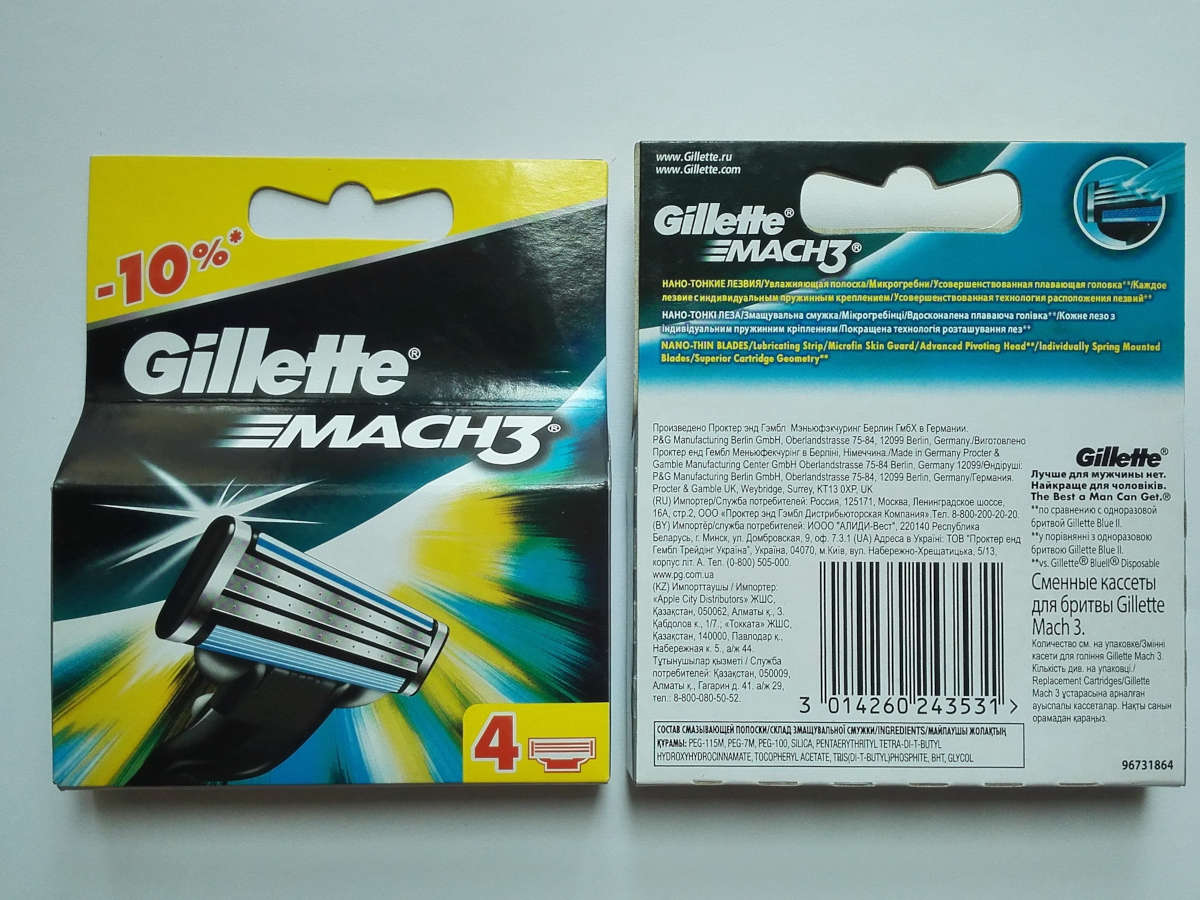 -10%*
Gillette®
MACH3®
4
www.Gillette.ru
www.Gillette.com
Gillette®
MACH3®
НАНО-ТОНКИЕ ЛЕЗВИЯ/Увлажняющая полоска/Микрогребни/Усовершенствованная плавающая головка**/Каждое
лезвие с индивидуальным пружинным креплением/Усовершенствованная технология расположения лезвий**
НАНО-ТОНКІ ЛЕЗА/Змащувальна смужка/Мікрогребінці/Вдосконалена плаваюча голівка**/Кожне лезо з
індивідуальним пружинним кріпленням/Покращена технологія розташування лез**
NANO-THIN BLADES/Lubricating Strip/Microfin Skin Guard/Advanced Pivoting Head**/Individually Spring Mounted
Blades/Superior Cartridge Geometry**
Произведено Проктер энд Гэмбл Мэньюфэкчуринг Берлин ГмбХ в Германии.
P&G Manufacturing Berlin GmbH, Oberlandstrasse 75-84, 12099 Berlin, Germany./Виготовлено
Проктер енд Гембл Меньюфекчурінг в Берліні, Німеччина./Made in Germany Procter &
Gamble Manufacturing Center GmbH Oberlandstrasse 75-84 Berlin, Germany 12099/Өндіруші:
P&G Manufacturing Berlin GmbH, Oberlandstrasse 75-84, 12099 Berlin, Germany/Германия.
Procter & Gamble UK, Weybridge, Surrey, KT13 0XP, UK
(RU) Импортер/Служба потребителей: Россия, 125171, Москва, Ленинградское шоссе,
16А, стр.2, ООО «Проктер энд Гэмбл Дистрибьюторская Компания».Тел. 8-800-200-20-20.
(BY) Импортёр/служба потребителей: ИООО "АЛИДИ-Вест", 220140 Республика
Беларусь, г. Минск, ул. Домбровская, 9, оф. 7.3.1 (UA) Адреса в Україні: ТОВ "Проктер енд
Гембл Трейдінг Україна", Україна, 04070, м.Київ, вул. Набережно-Хрещатицька, 5/13,
корпус літ. А. Тел. (0-800) 505-000.
www.pg.com.ua
(KZ) Импорттаушы / Импортер:
«Apple City Distributors» ЖШС,
Қазақстан, 050062, Алматы қ., 3.
Қабдолов к., 1/7., «Токката» ЖШС,
Қазақстан, 140000, Павлодар к.,
Набережная к. 5., а/ж 44.
Тұтынушылар қызметі / Служба
потребителей: Қазақстан, 050009,
Алматы қ., Гагарин д. 41. а/ж 29,
тел.: 8-800-080-50-52.
3 014260 243531 >
Gillette®
Лучше для мужчины нет.
Найкраще для чоловіків.
The Best a Man Can Get.®
**по сравнению с одноразовой
бритвой Gillette Blue II.
**у порівнянні з одноразовою
бритвою Gillette Blue II.
**vs. Gillette® BlueII® Disposable
Сменные кассеты
для бритвы Gillette
Mach 3.
Количество см. на упаковке/Змінні
касети для гоління Gillette Mach 3.
Кількість див. на упаковці./
Replacement Cartridges/Gillette
Mach 3 ұстарасына арналған
ауыспалы кассеталар. Нақты санын
орамадан қараңыз.
СОСТАВ СМАЗЫВАЮЩЕЙ ПОЛОСКИ/СКЛАД ЗМАЩУВАЛЬНОЇ СМУЖКИ/INGREDIENTS/МАЙЛАУШЫ ЖОЛАҚТЫҢ
ҚҰРАМЫ: PEG-115M, PEG-7M, PEG-100, SILICA, PENTAERYTHRITYL TETRA-DI-T-BUTYL
HYDROXYHYDROCINNAMATE, TOCOPHERYL ACETATE, TRIS(DI-T-BUTYL)PHOSPHITE, BHT, GLYCOL
96731864